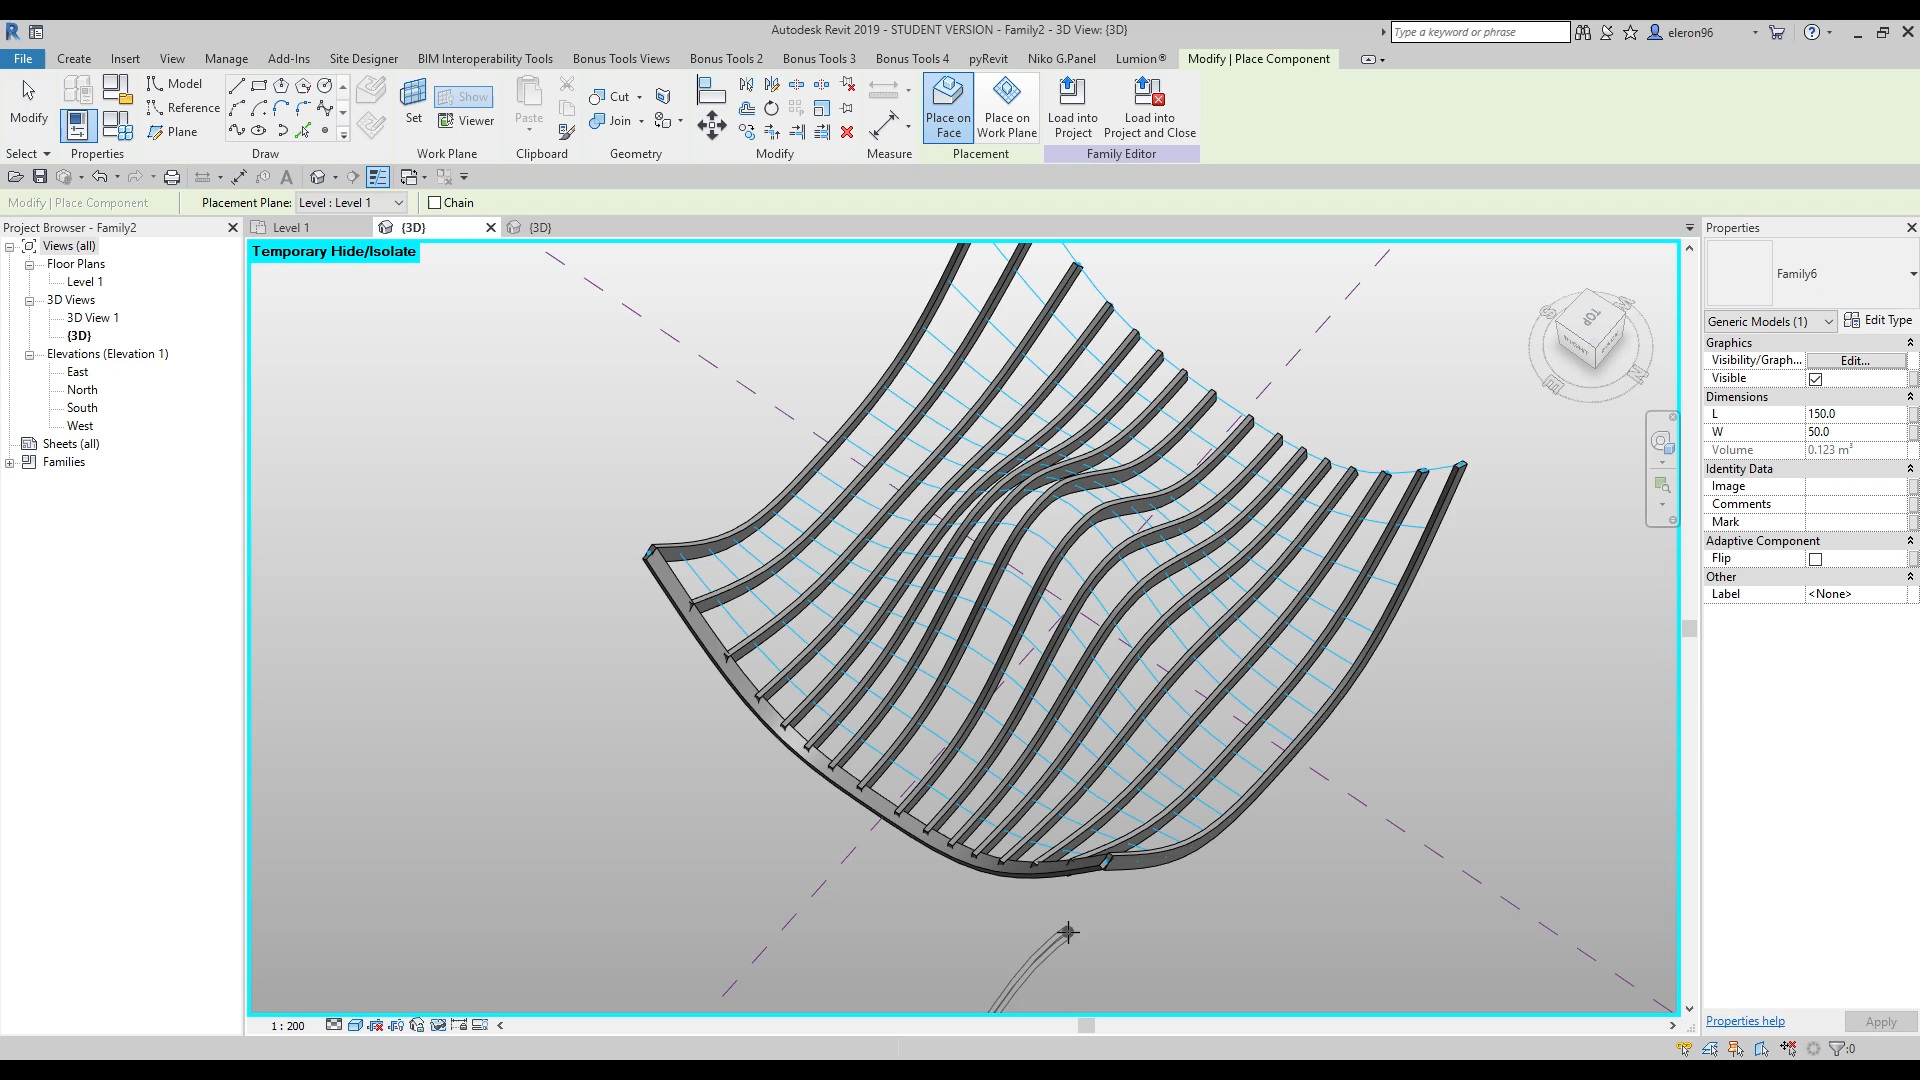 Autodesk Revit 2019 - STUDENT VERSION - Family2 - 3D View: {3D}
Type a keyword or phrase
eleron96
File Create Insert View Manage Add-Ins Site Designer BIM Interoperability Tools Bonus Tools Views Bonus Tools 2 Bonus Tools 3 Bonus Tools 4 pyRevit Niko G.Panel Lumion® Modify | Place Component
Modify
Model
Reference
Plane
Set
Show
Viewer
Paste
Cut
Join
Place on Face
Place on Work Plane
Load into Project
Load into Project and Close
Select Properties Draw Work Plane Clipboard Geometry Modify Measure Placement Family Editor
Modify | Place Component Placement Plane: Level : Level 1 Chain
Project Browser - Family2
Views (all)
Floor Plans
Level 1
3D Views
3D View 1
{3D}
Elevations (Elevation 1)
East
North
South
West
Sheets (all)
Families
Level 1 {3D} {3D}
Temporary Hide/Isolate
TOP
1 : 200
Properties
Family6
Generic Models (1) Edit Type
Graphics
Visibility/Graph... Edit...
Visible
Dimensions
L 150.0
W 50.0
Volume 0.123 m³
Identity Data
Image
Comments
Mark
Adaptive Component
Flip
Other
Label <None>
Properties help Apply
:0